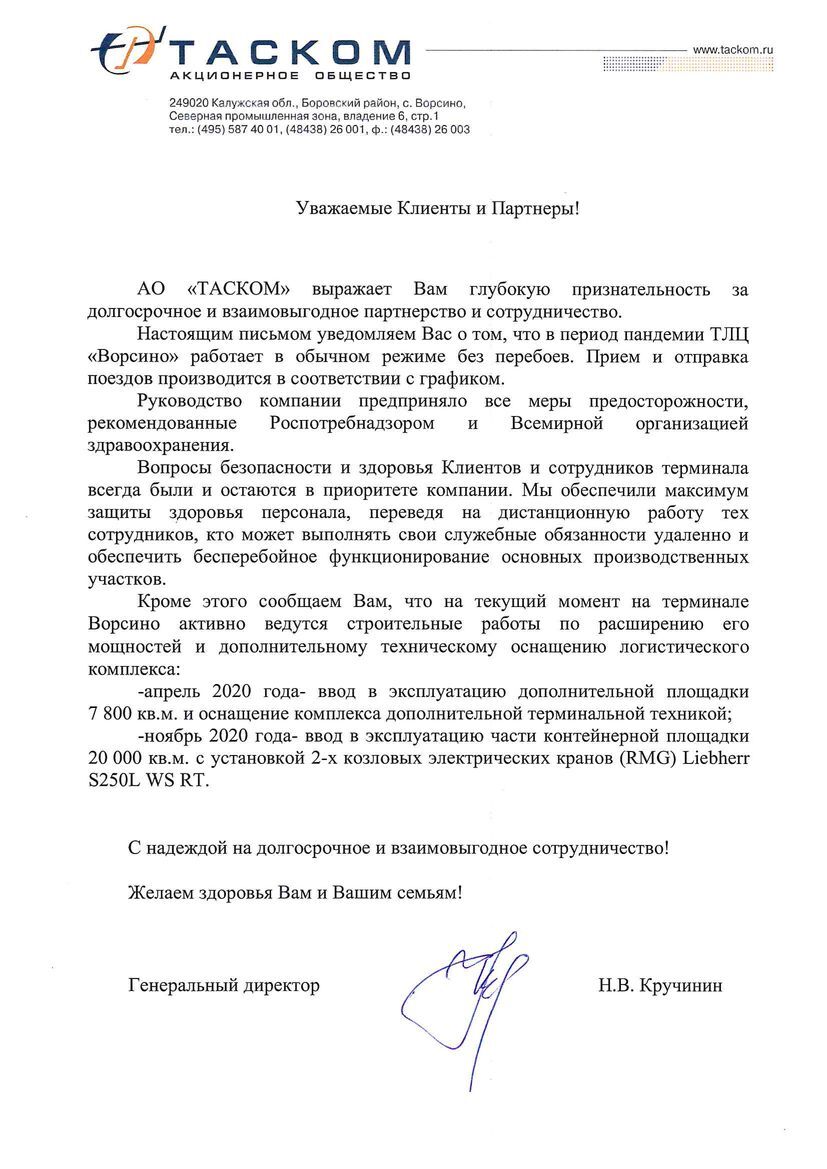 ТАСКОМ
АКЦИОНЕРНОЕ ОБЩЕСТВО
www.tackom.ru
249020 Калужская обл., Боровский район, с. Ворсино,
Северная промышленная зона, владение 6, стр.1
тел.: (495) 587 40 01, (48438) 26 001, ф.: (48438) 26 003
Уважаемые Клиенты и Партнеры!
АО «ТАСКОМ» выражает Вам глубокую признательность за
долгосрочное и взаимовыгодное партнерство и сотрудничество.
Настоящим письмом уведомляем Вас о том, что в период пандемии ТЛЦ
«Ворсино» работает в обычном режиме без перебоев. Прием и отправка
поездов производится в соответствии с графиком.
Руководство компании предприняло все меры предосторожности,
рекомендованные Роспотребнадзором и Всемирной организацией
здравоохранения.
Вопросы безопасности и здоровья Клиентов и сотрудников терминала
всегда были и остаются в приоритете компании. Мы обеспечили максимум
защиты здоровья персонала, переведя на дистанционную работу тех
сотрудников, кто может выполнять свои служебные обязанности удаленно и
обеспечить бесперебойное функционирование основных производственных
участков.
Кроме этого сообщаем Вам, что на текущий момент на терминале
Ворсино активно ведутся строительные работы по расширению его
мощностей и дополнительному техническому оснащению логистического
комплекса:
-апрель 2020 года- ввод в эксплуатацию дополнительной площадки
7 800 кв.м. и оснащение комплекса дополнительной терминальной техникой;
-ноябрь 2020 года- ввод в эксплуатацию части контейнерной площадки
20 000 кв.м. с установкой 2-х козловых электрических кранов (RMG) Liebherr
S250L WS RT.
С надеждой на долгосрочное и взаимовыгодное сотрудничество!
Желаем здоровья Вам и Вашим семьям!
Генеральный директор Н.В. Кручинин